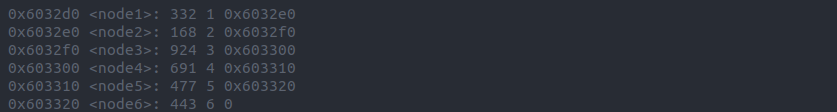 0x6032d0 <node1>: 332 1 0x6032e0
0x6032e0 <node2>: 168 2 0x6032f0
0x6032f0 <node3>: 924 3 0x603300
0x603300 <node4>: 691 4 0x603310
0x603310 <node5>: 477 5 0x603320
0x603320 <node6>: 443 6 0